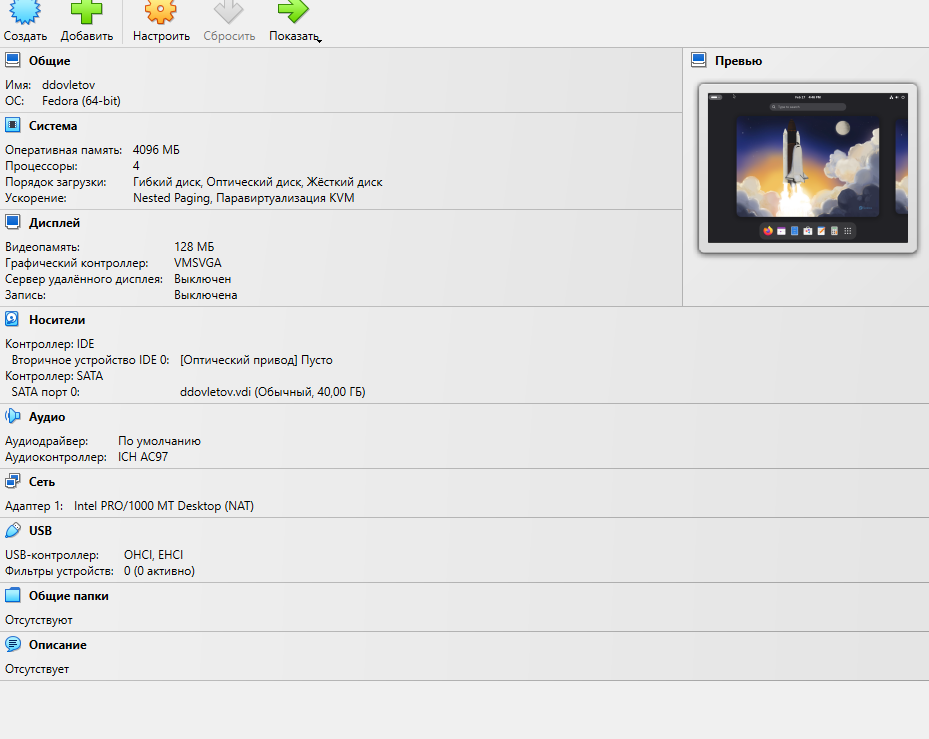 Создать Добавить Настроить Сбросить Показать
Общие
Имя: ddovletov
ОС: Fedora (64-bit)
Система
Оперативная память: 4096 МБ
Процессоры: 4
Порядок загрузки: Гибкий диск, Оптический диск, Жёсткий диск
Ускорение: Nested Paging, Паравиртуализация KVM
Дисплей
Видеопамять: 128 МБ
Графический контроллер: VMSVGA
Сервер удалённого дисплея: Выключен
Запись: Выключена
Превью
Носители
Контроллер: IDE
Вторичное устройство IDE 0: [Оптический привод] Пусто
Контроллер: SATA
SATA порт 0: ddovletov.vdi (Обычный, 40,00 ГБ)
Аудио
Аудиодрайвер: По умолчанию
Аудиоконтроллер: ICH AC97
Сеть
Адаптер 1: Intel PRO/1000 MT Desktop (NAT)
USB
USB-контроллер: OHCI, EHCI
Фильтры устройств: 0 (0 активно)
Общие папки
Отсутствуют
Описание
Отсутствует